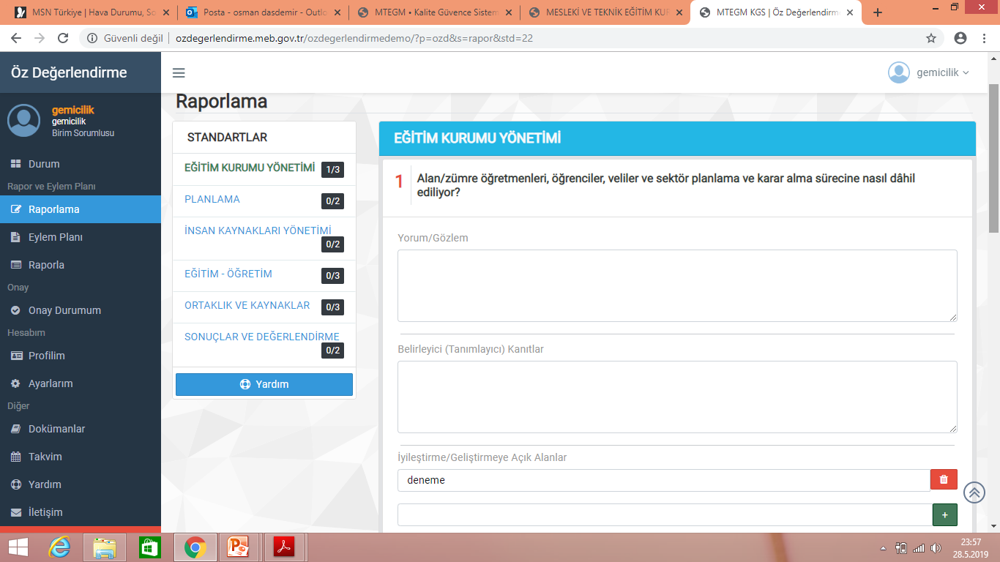 MSN Türkiye | Hava Durumu, So
Posta - osman dasdemir - Outlo
MTEGM • Kalite Güvence Sistem
MESLEKİ VE TEKNİK EĞİTİM KUR
MTEGM KGS | Öz Değerlendirm
Güvenli değil
ozdegerlendirme.meb.gov.tr/ozdegerlendirmedemo/?p=ozd&s=rapor&std=22
Öz Değerlendirme
gemicilik
gemicilik
gemicilik
Birim Sorumlusu
Durum
Rapor ve Eylem Planı
Raporlama
Eylem Planı
Raporla
Onay
Onay Durumum
Hesabım
Profilim
Ayarlarım
Diğer
Dokümanlar
Takvim
Yardım
İletişim
Raporlama
STANDARTLAR
EĞİTİM KURUMU YÖNETİMİ 1/3
PLANLAMA 0/2
İNSAN KAYNAKLARI YÖNETİMİ
0/2
EĞİTİM - ÖĞRETİM 0/3
ORTAKLIK VE KAYNAKLAR 0/3
SONUÇLAR VE DEĞERLENDİRME
0/2
Yardım
EĞİTİM KURUMU YÖNETİMİ
1 Alan/zümre öğretmenleri, öğrenciler, veliler ve sektör planlama ve karar alma sürecine nasıl dâhil
ediliyor?
Yorum/Gözlem
Belirleyici (Tanımlayıcı) Kanıtlar
İyileştirme/Geliştirmeye Açık Alanlar
deneme
+
23:57
28.5.2019